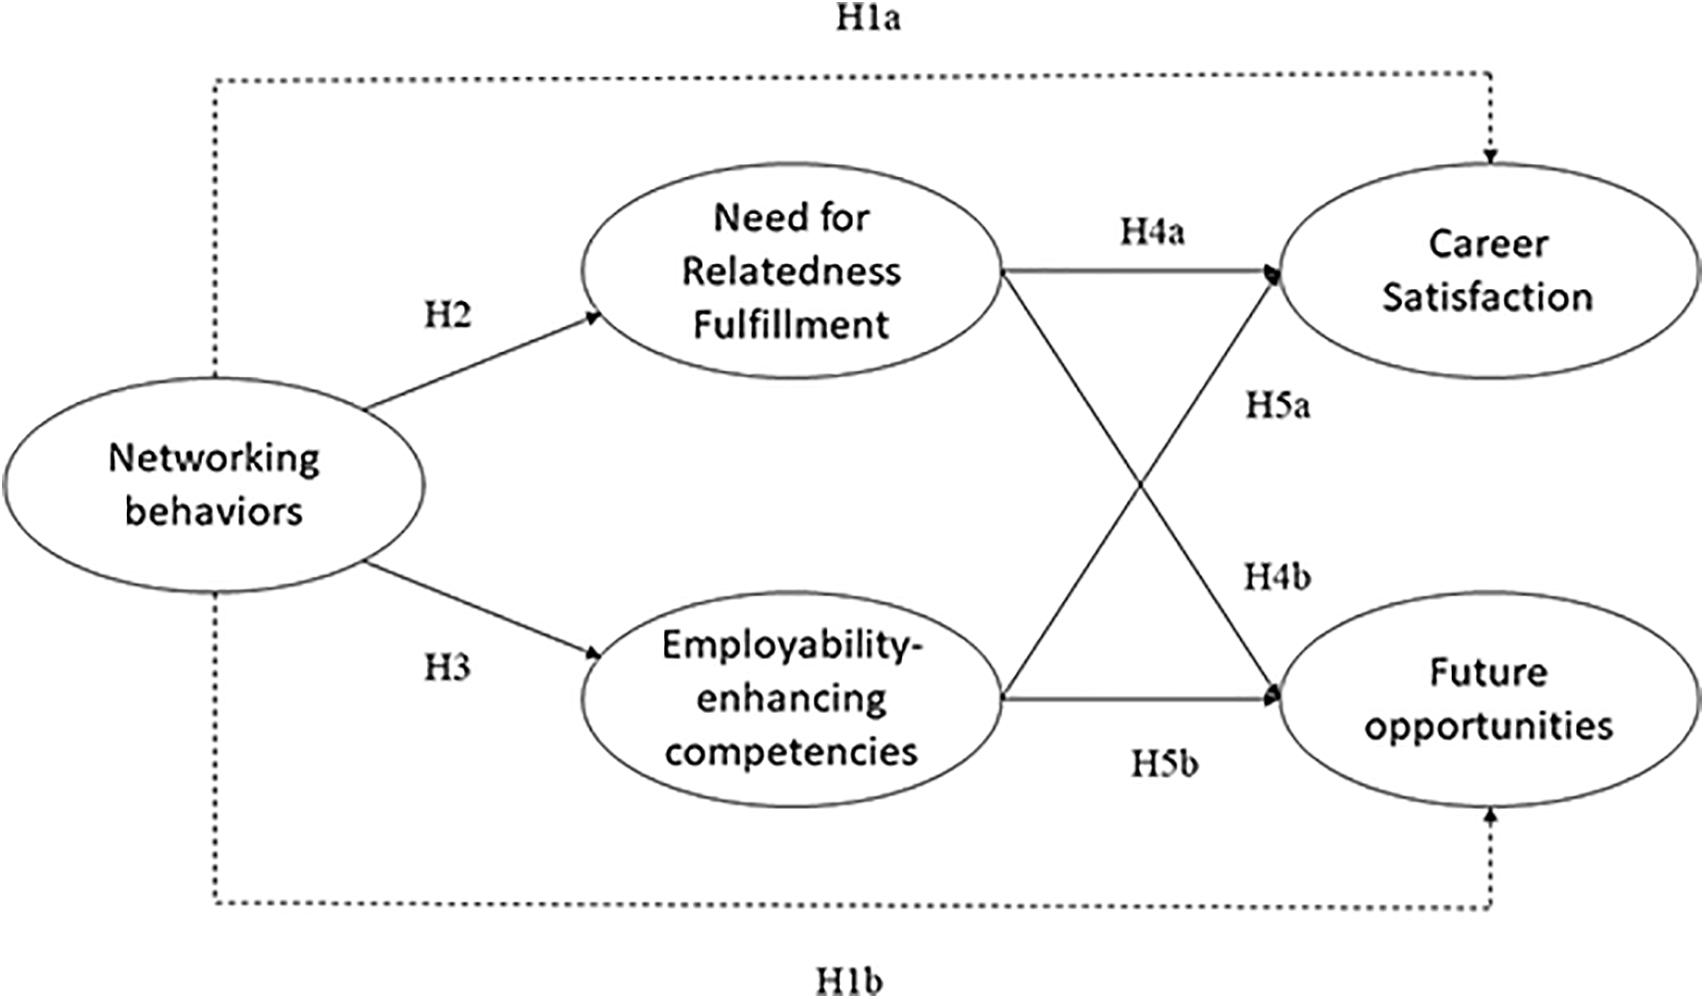 H1a
Need for
Relatedness
Fulfillment
H4a
Career
Satisfaction
H2
H5a
Networking
behaviors
H4b
H3
Employability-
enhancing
competencies
Future
opportunities
H5b
H1b